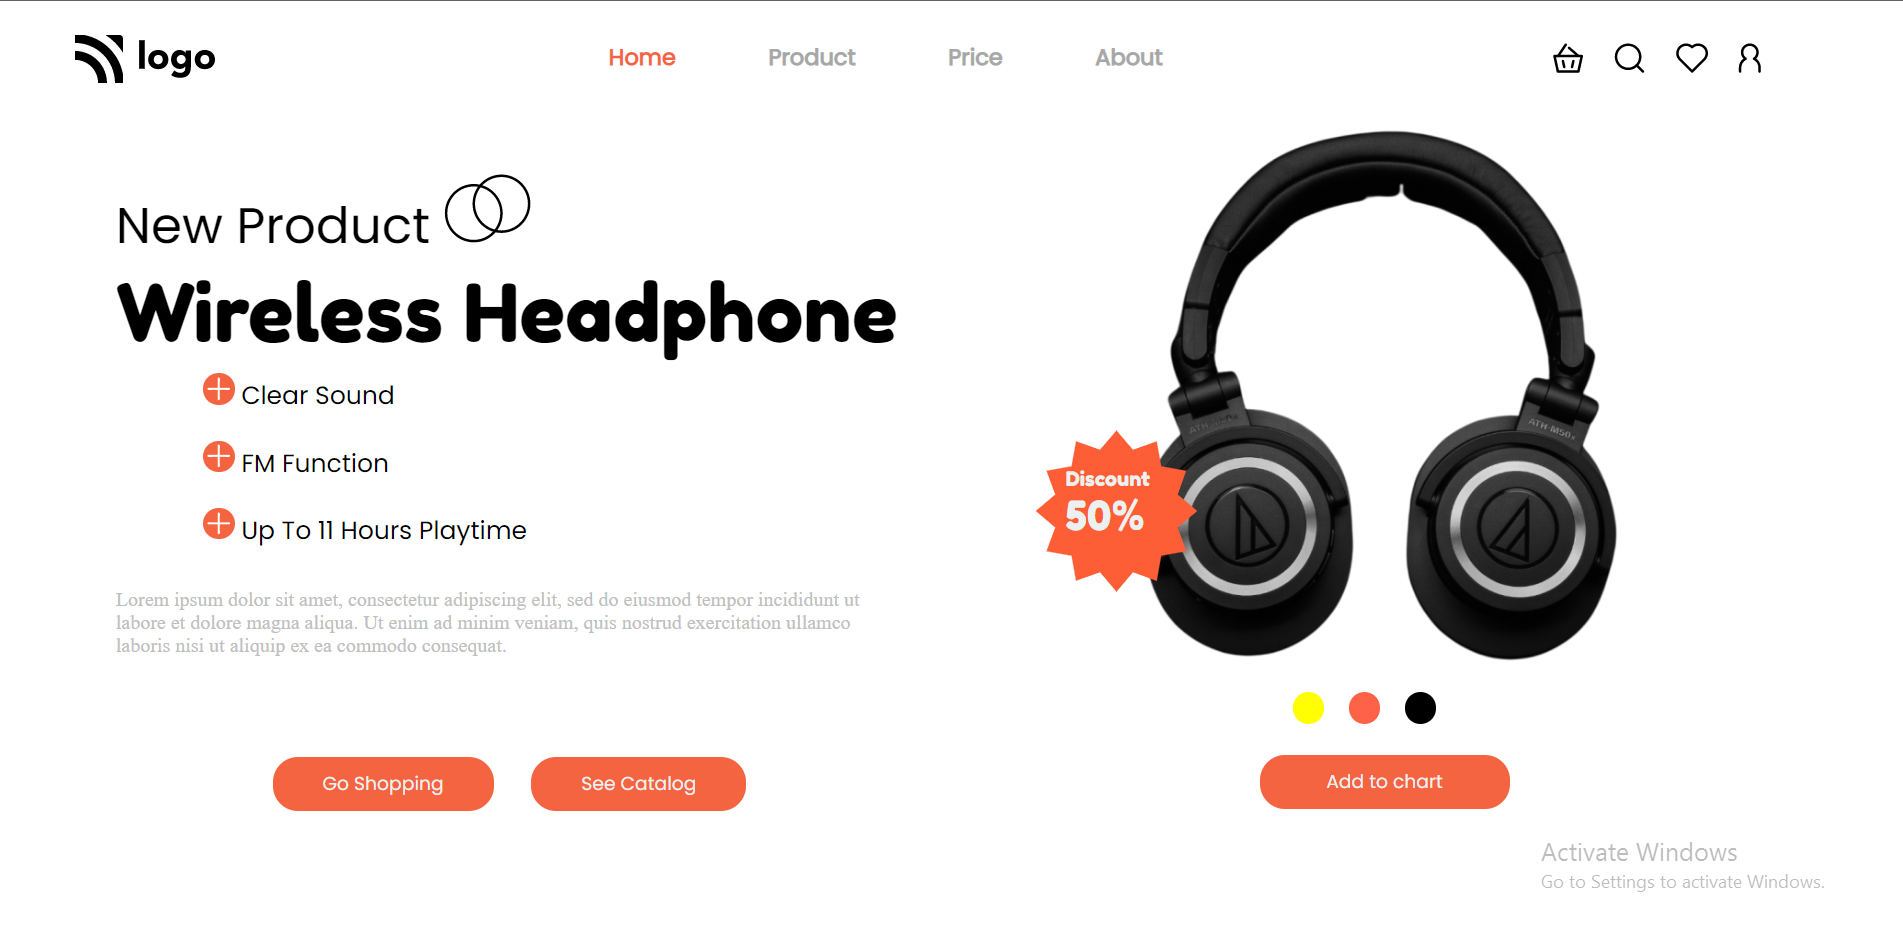 logo
Home Product Price About
New Product
Wireless Headphone
Clear Sound
FM Function
Up To 11 Hours Playtime
Lorem ipsum dolor sit amet, consectetur adipiscing elit, sed do eiusmod tempor incididunt ut
labore et dolore magna aliqua. Ut enim ad minim veniam, quis nostrud exercitation ullamco
laboris nisi ut aliquip ex ea commodo consequat.
Go Shopping
See Catalog
ATH-M50x
ATH-M50x
Discount
50%
Add to chart
Activate Windows
Go to Settings to activate Windows.